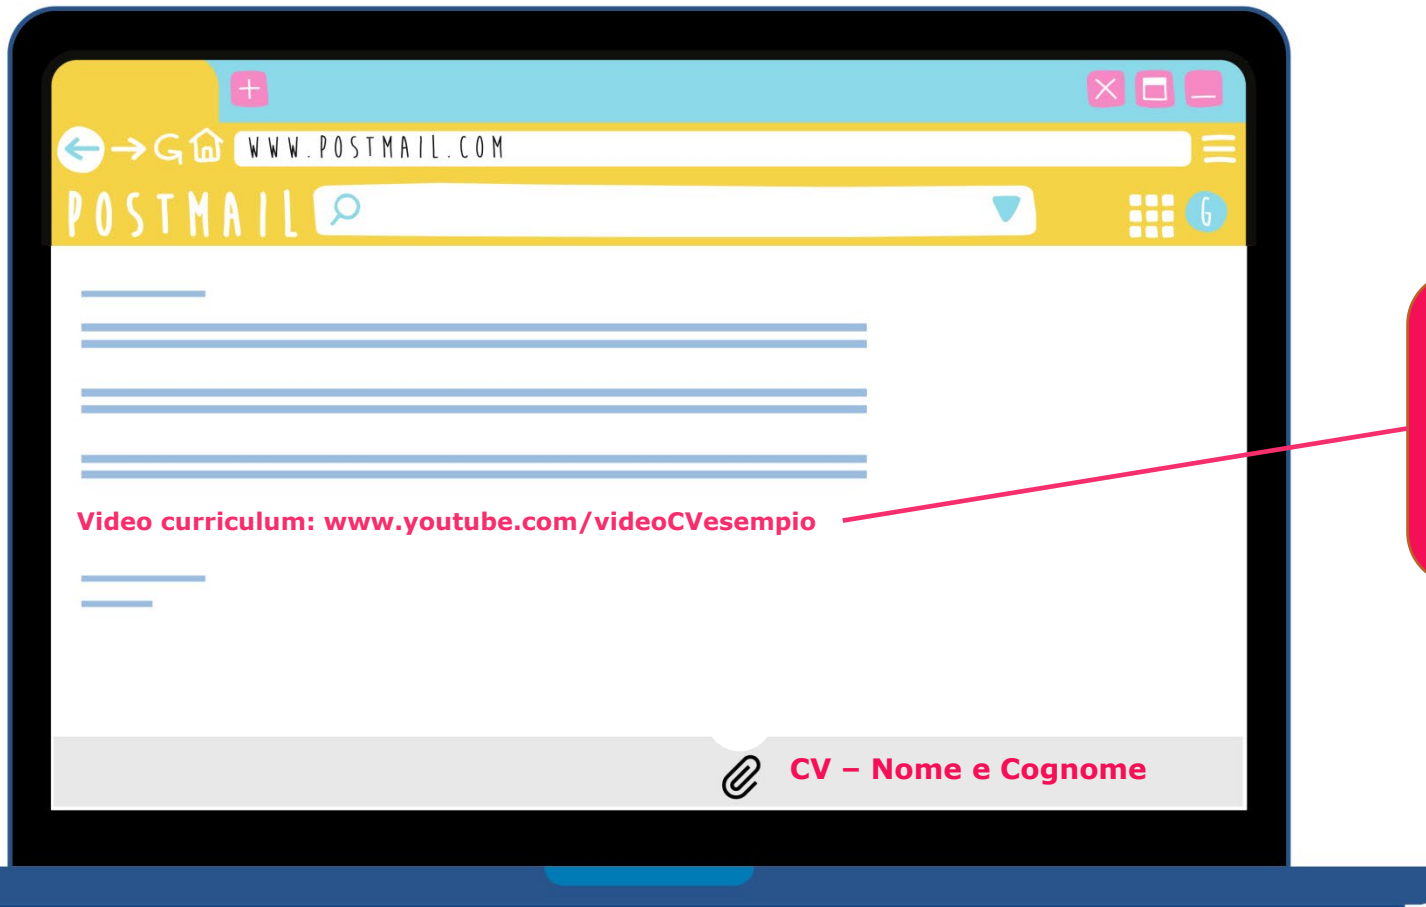 WWW.POSTMAIL.COM
POSTMAIL G
Video curriculum: www.youtube.com/videoCVesempio
CV – Nome e Cognome